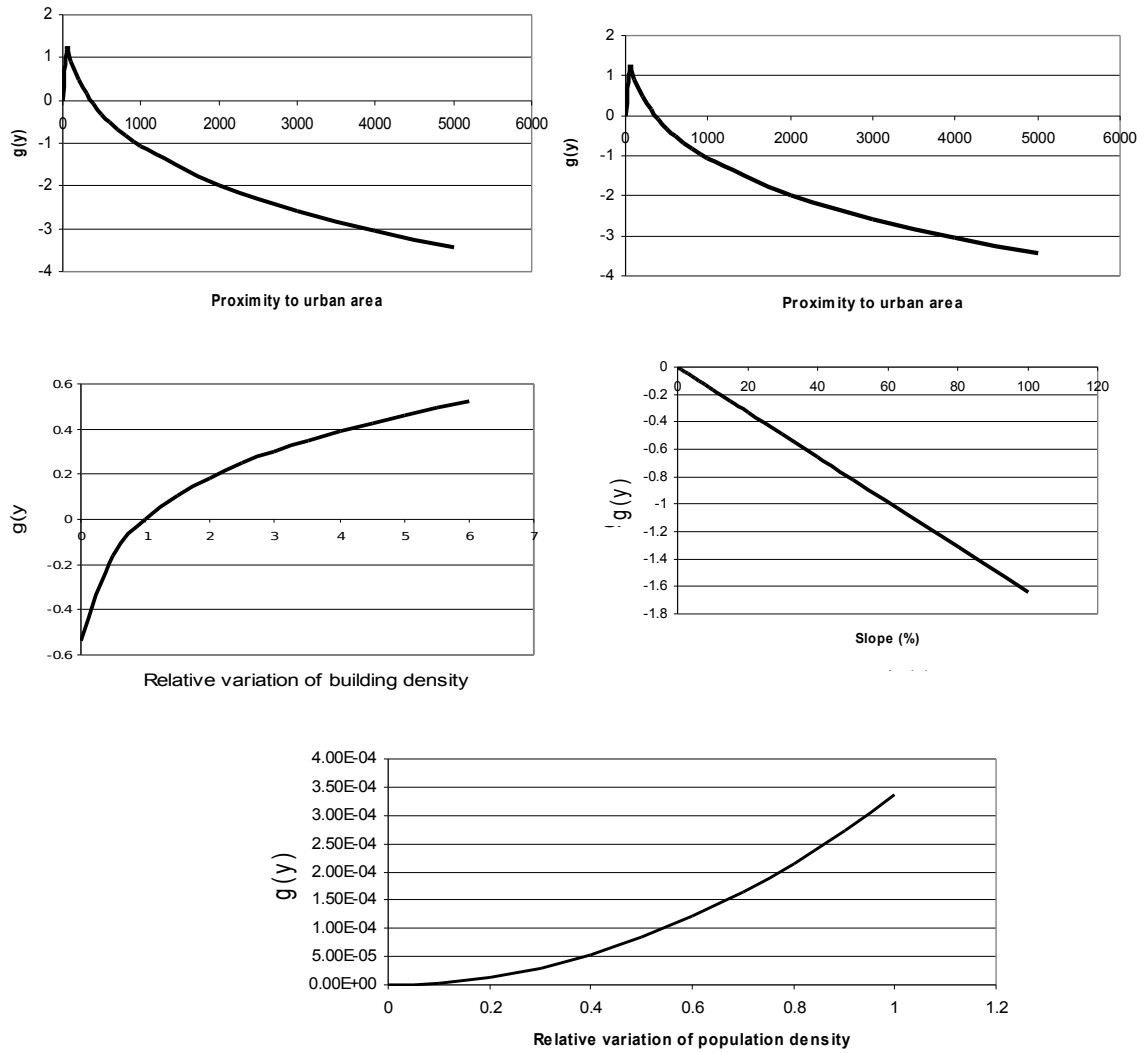 2
1
0
-1
-2
-3
-4
0 1000 2000 3000 4000 5000 6000
g(y)
Proximity to urban area
2
1
0
-1
-2
-3
-4
0 1000 2000 3000 4000 5000 6000
g(y)
Proximity to urban area
0.6
0.4
0.2
0
-0.2
-0.4
-0.6
0 1 2 3 4 5 6 7
g(y
Relative variation of building density
0
-0.2
-0.4
-0.6
-0.8
-1
-1.2
-1.4
-1.6
-1.8
0 20 40 60 80 100 120
g(y)
Slope (%)
4.00E-04
3.50E-04
3.00E-04
2.50E-04
2.00E-04
1.50E-04
1.00E-04
5.00E-05
0.00E+00
0 0.2 0.4 0.6 0.8 1 1.2
g(y)
Relative variation of population density